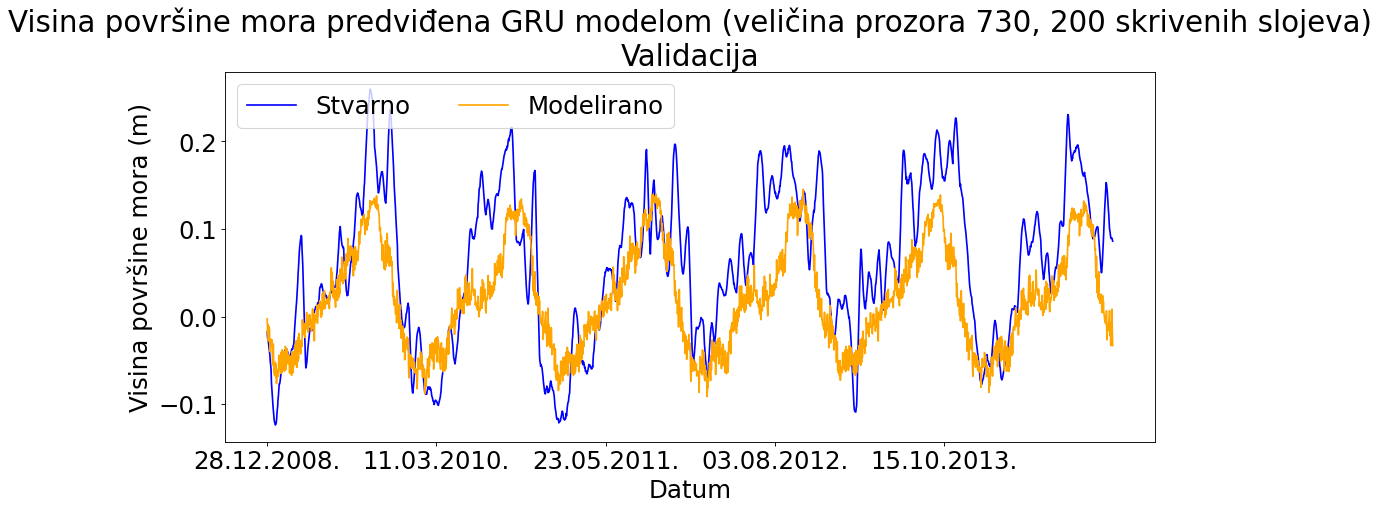 Visina površine mora predviđena GRU modelom (veličina prozora 730, 200 skrivenih slojeva)
Validacija
Stvarno
Modelirano
Visina površine mora (m)
0.2
0.1
0.0
−0.1
28.12.2008.
11.03.2010.
23.05.2011.
03.08.2012.
15.10.2013.
Datum